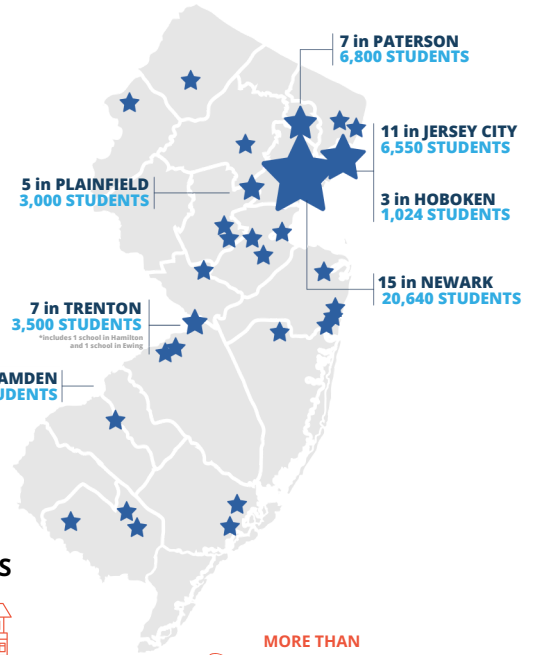 7 in PATERSON
6,800 STUDENTS
11 in JERSEY CITY
6,550 STUDENTS
5 in PLAINFIELD
3,000 STUDENTS
3 in HOBOKEN
1,024 STUDENTS
15 in NEWARK
20,640 STUDENTS
7 in TRENTON
3,500 STUDENTS
*includes 1 school in Hamilton
and 1 school in Ewing
AMDEN
UDENTS
S
MORE THAN